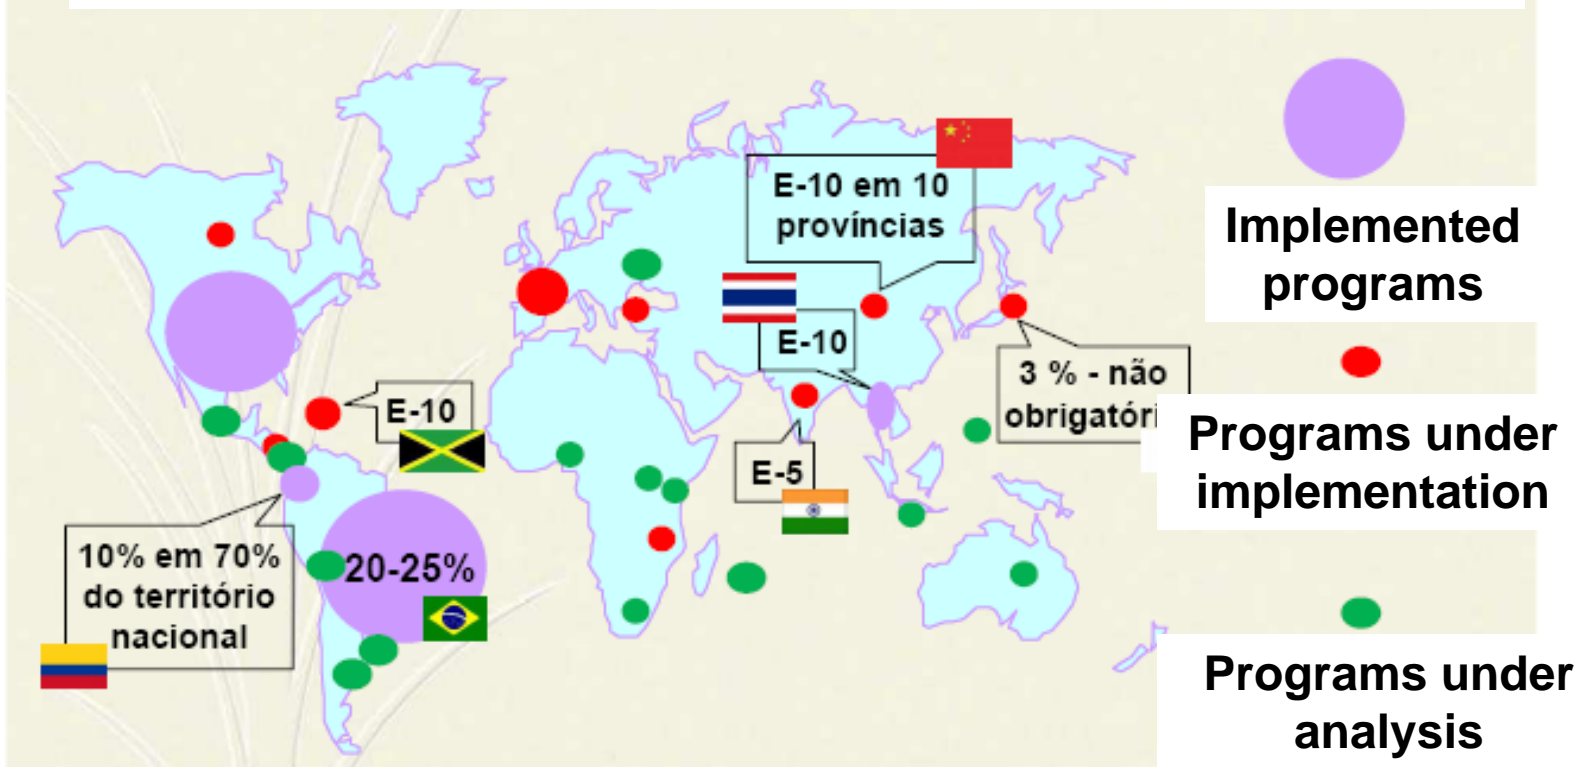 E-10 em 10
províncias
E-10
3 % - não
E-10
E-5
10% em 70%
do território
nacional
20-25%
Implemented
programs
Programs under
implementation
Programs under
analysis